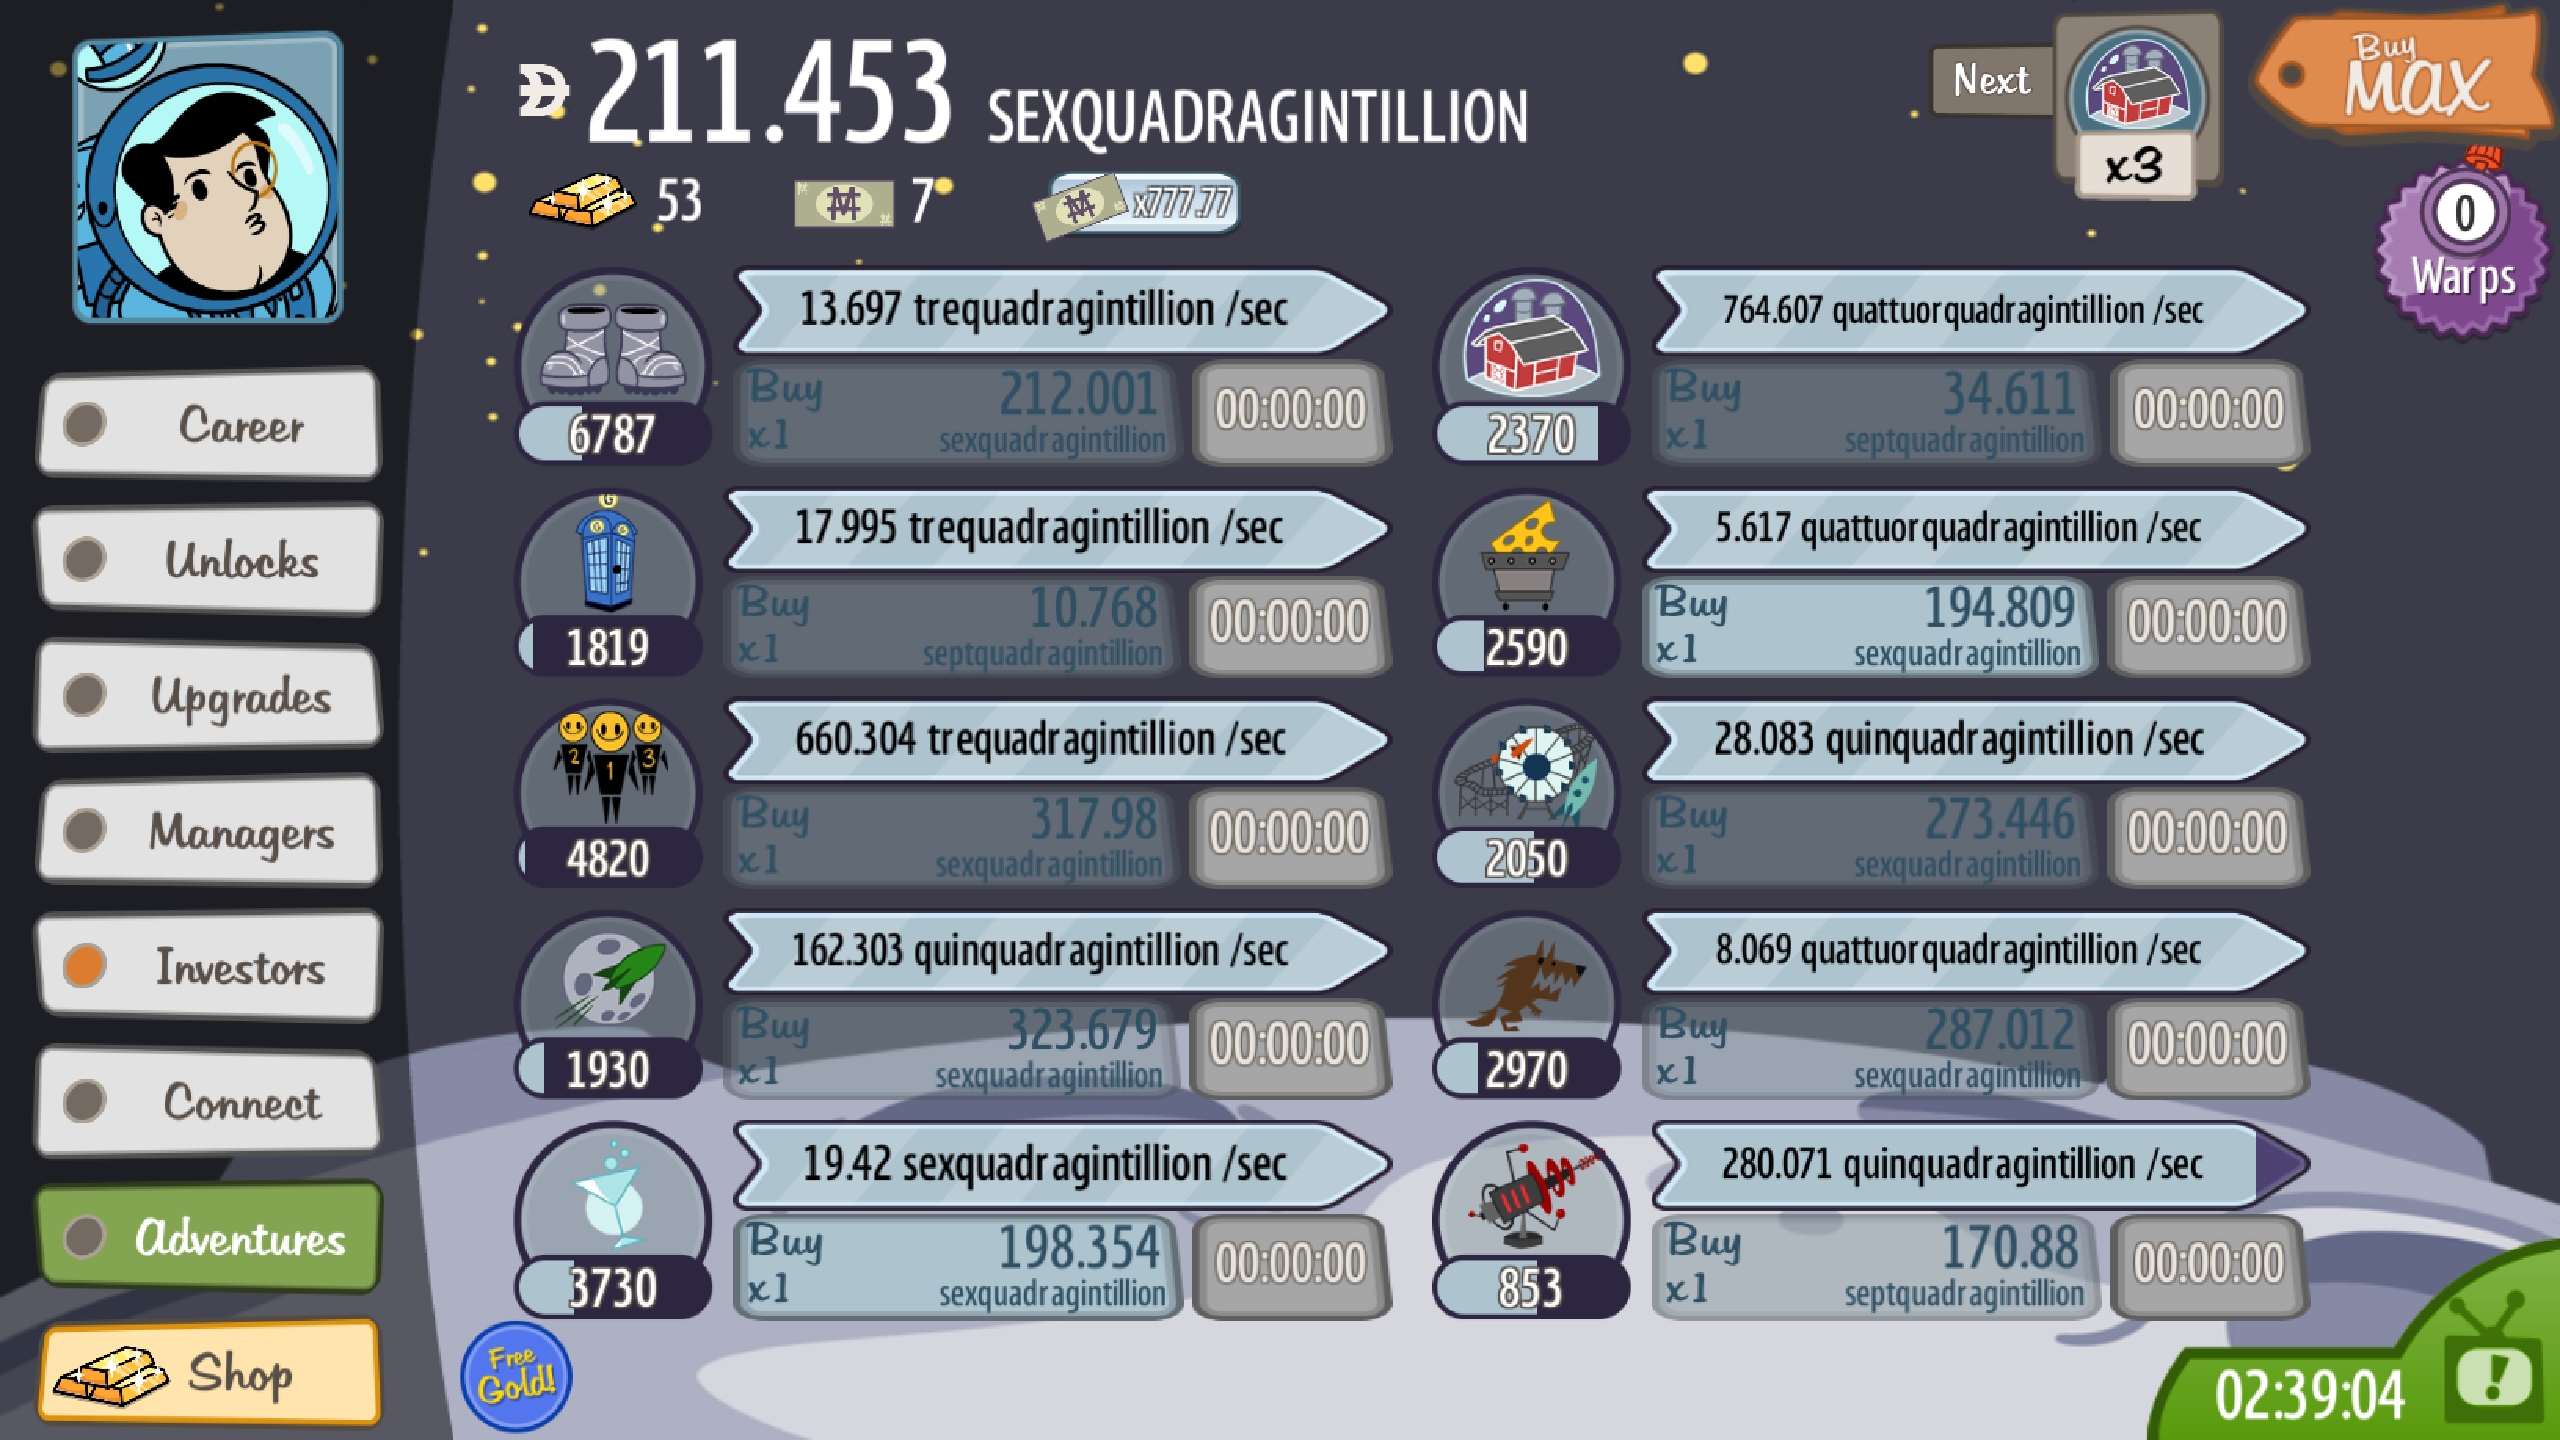 211.453 SEXQUADRAGINTILLION
53
7
x777.77
Next
x3
Buy
MAX
0
Warps
Career
Unlocks
Upgrades
Managers
Investors
Connect
Adventures
Shop
13.697 trequadragintillion /sec
6787
Buy
x1
212.001
sexquadragintillion
00:00:00
764.607 quattuorquadragintillion /sec
2370
Buy
x1
34.611
septquadragintillion
00:00:00
G
G G
17.995 trequadragintillion /sec
1819
Buy
x1
10.768
septquadragintillion
00:00:00
5.617 quattuorquadragintillion /sec
2590
Buy
x1
194.809
sexquadragintillion
00:00:00
2 1 3
660.304 trequadragintillion /sec
4820
Buy
x1
317.98
sexquadragintillion
00:00:00
28.083 quinquadragintillion /sec
2050
Buy
x1
273.446
sexquadragintillion
00:00:00
162.303 quinquadragintillion /sec
1930
Buy
x1
323.679
sexquadragintillion
00:00:00
8.069 quattuorquadragintillion /sec
2970
Buy
x1
287.012
sexquadragintillion
00:00:00
19.42 sexquadragintillion /sec
3730
Buy
x1
198.354
sexquadragintillion
00:00:00
280.071 quinquadragintillion /sec
853
Buy
x1
170.88
septquadragintillion
00:00:00
Free
Gold!
02:39:04
!